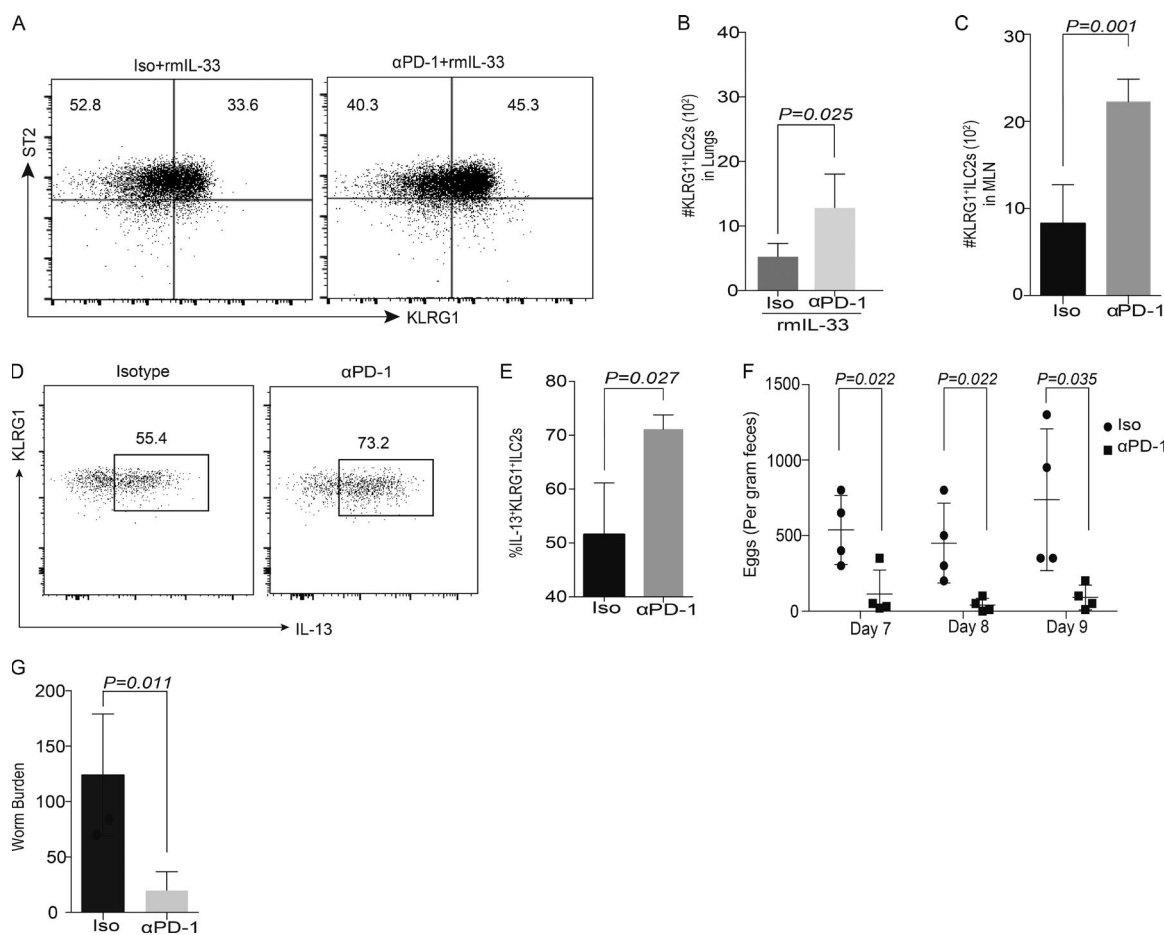 A
Iso+rmIL-33
αPD-1+rmIL-33
52.8
33.6
40.3
45.3
ST2
KLRG1
B
#KLRG1⁺ILC2s (10²)
in Lungs
40
30
20
10
0
P=0.025
Iso
αPD-1
rmIL-33
C
#KLRG1⁺ILC2s (10²)
in MLN
30
20
10
0
P=0.001
Iso
αPD-1
D
Isotype
αPD-1
55.4
73.2
KLRG1
IL-13
E
%IL-13⁺KLRG1⁺ILC2s
80
70
60
50
40
P=0.027
Iso
αPD-1
F
Eggs (Per gram feces)
1500
1000
500
0
P=0.022
P=0.022
P=0.035
Iso
αPD-1
Day 7
Day 8
Day 9
G
Worm Burden
200
150
100
50
0
P=0.011
Iso
αPD-1